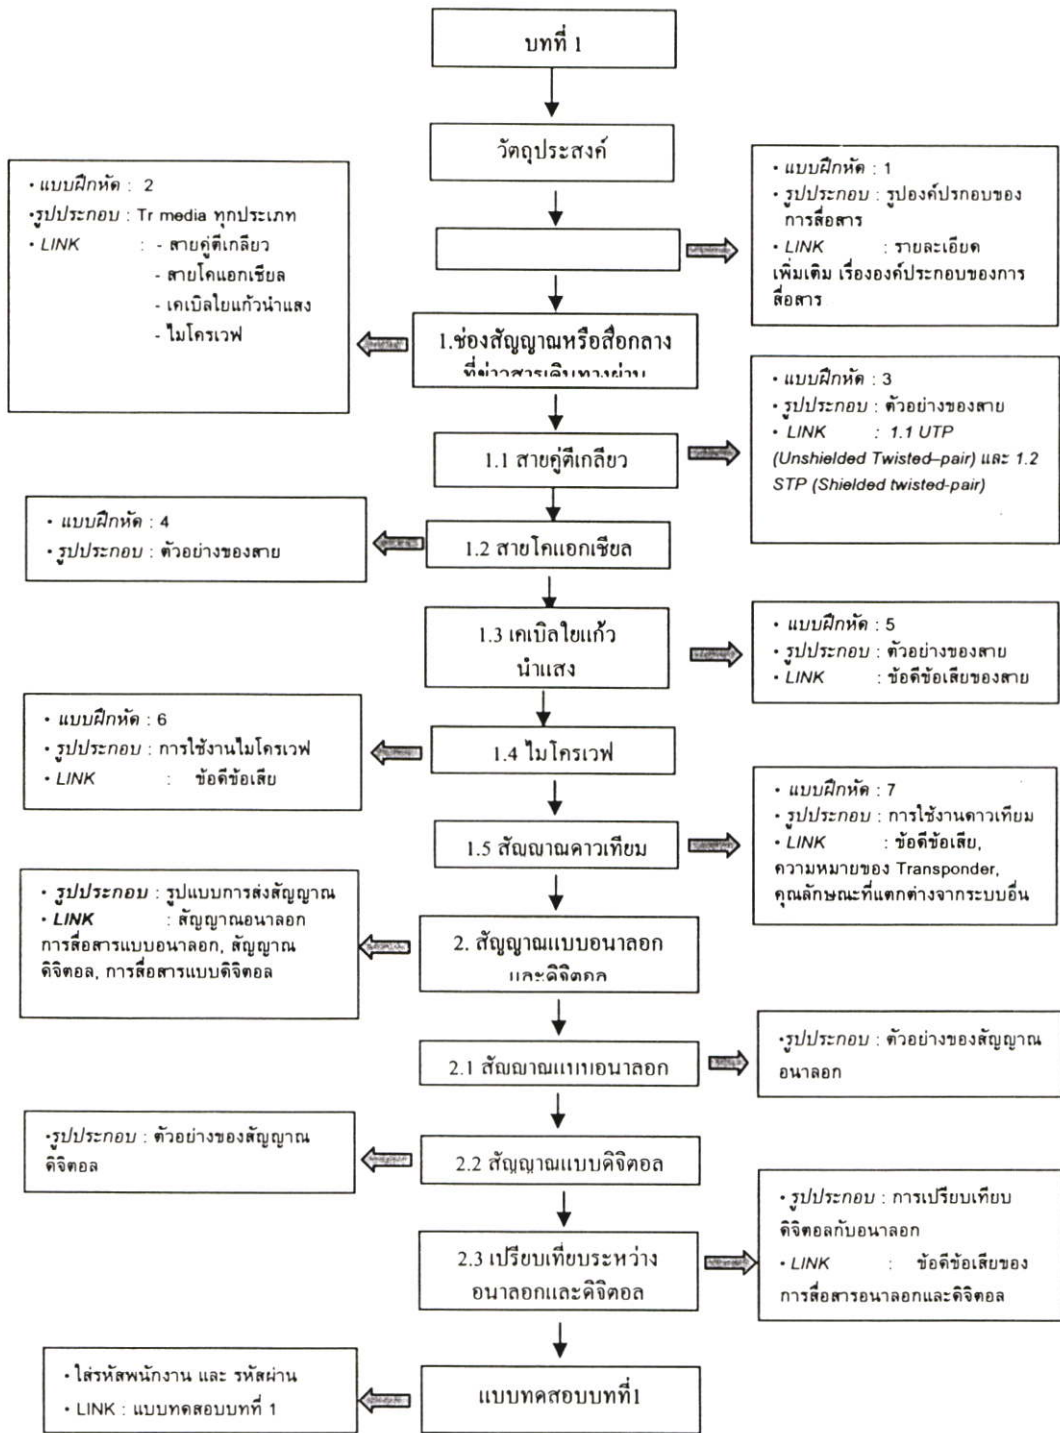 บทที่ 1
วัตถุประสงค์
• แบบฝึกหัด : 1
• รูปประกอบ : รูปองค์ปรกอบของ
การสื่อสาร
• LINK : รายละเอียด
เพิ่มเติม เรื่ององค์ประกอบของการ
สื่อสาร
• แบบฝึกหัด : 2
•รูปประกอบ : Tr media ทุกประเภท
• LINK : - สายคู่ตีเกลียว
- สายโคแอกเชียล
- เคเบิลใยแก้วนำแสง
- ไมโครเวฟ
1.ช่องสัญญาณหรือสื่อกลาง
ที่ข่าวสารเดินทางผ่าน
1.1 สายคู่ตีเกลียว
• แบบฝึกหัด : 3
• รูปประกอบ : ตัวอย่างของสาย
• LINK : 1.1 UTP
(Unshielded Twisted–pair) และ 1.2
STP (Shielded twisted-pair)
• แบบฝึกหัด : 4
• รูปประกอบ : ตัวอย่างของสาย
1.2 สายโคแอกเชียล
1.3 เคเบิลใยแก้ว
นำแสง
• แบบฝึกหัด : 5
• รูปประกอบ : ตัวอย่างของสาย
• LINK : ข้อดีข้อเสียของสาย
• แบบฝึกหัด : 6
• รูปประกอบ : การใช้งานไมโครเวฟ
• LINK : ข้อดีข้อเสีย
1.4 ไมโครเวฟ
1.5 สัญญาณดาวเทียม
• แบบฝึกหัด : 7
• รูปประกอบ : การใช้งานดาวเทียม
• LINK : ข้อดีข้อเสีย,
ความหมายของ Transponder,
คุณลักษณะที่แตกต่างจากระบบอื่น
• รูปประกอบ : รูปแบบการส่งสัญญาณ
• LINK : สัญญาณอนาลอก
การสื่อสารแบบอนาลอก, สัญญาณ
ดิจิตอล, การสื่อสารแบบดิจิตอล
2. สัญญาณแบบอนาลอก
และดิจิตอล
2.1 สัญญาณแบบอนาลอก
•รูปประกอบ : ตัวอย่างของสัญญาณ
อนาลอก
•รูปประกอบ : ตัวอย่างของสัญญาณ
ดิจิตอล
2.2 สัญญาณแบบดิจิตอล
2.3 เปรียบเทียบระหว่าง
อนาลอกและดิจิตอล
• รูปประกอบ : การเปรียบเทียบ
ดิจิตอลกับอนาลอก
• LINK : ข้อดีข้อเสียของ
การสื่อสารอนาลอกและดิจิตอล
• ใส่รหัสพนักงาน และ รหัสผ่าน
• LINK : แบบทดสอบบทที่ 1
แบบทดสอบบทที่1